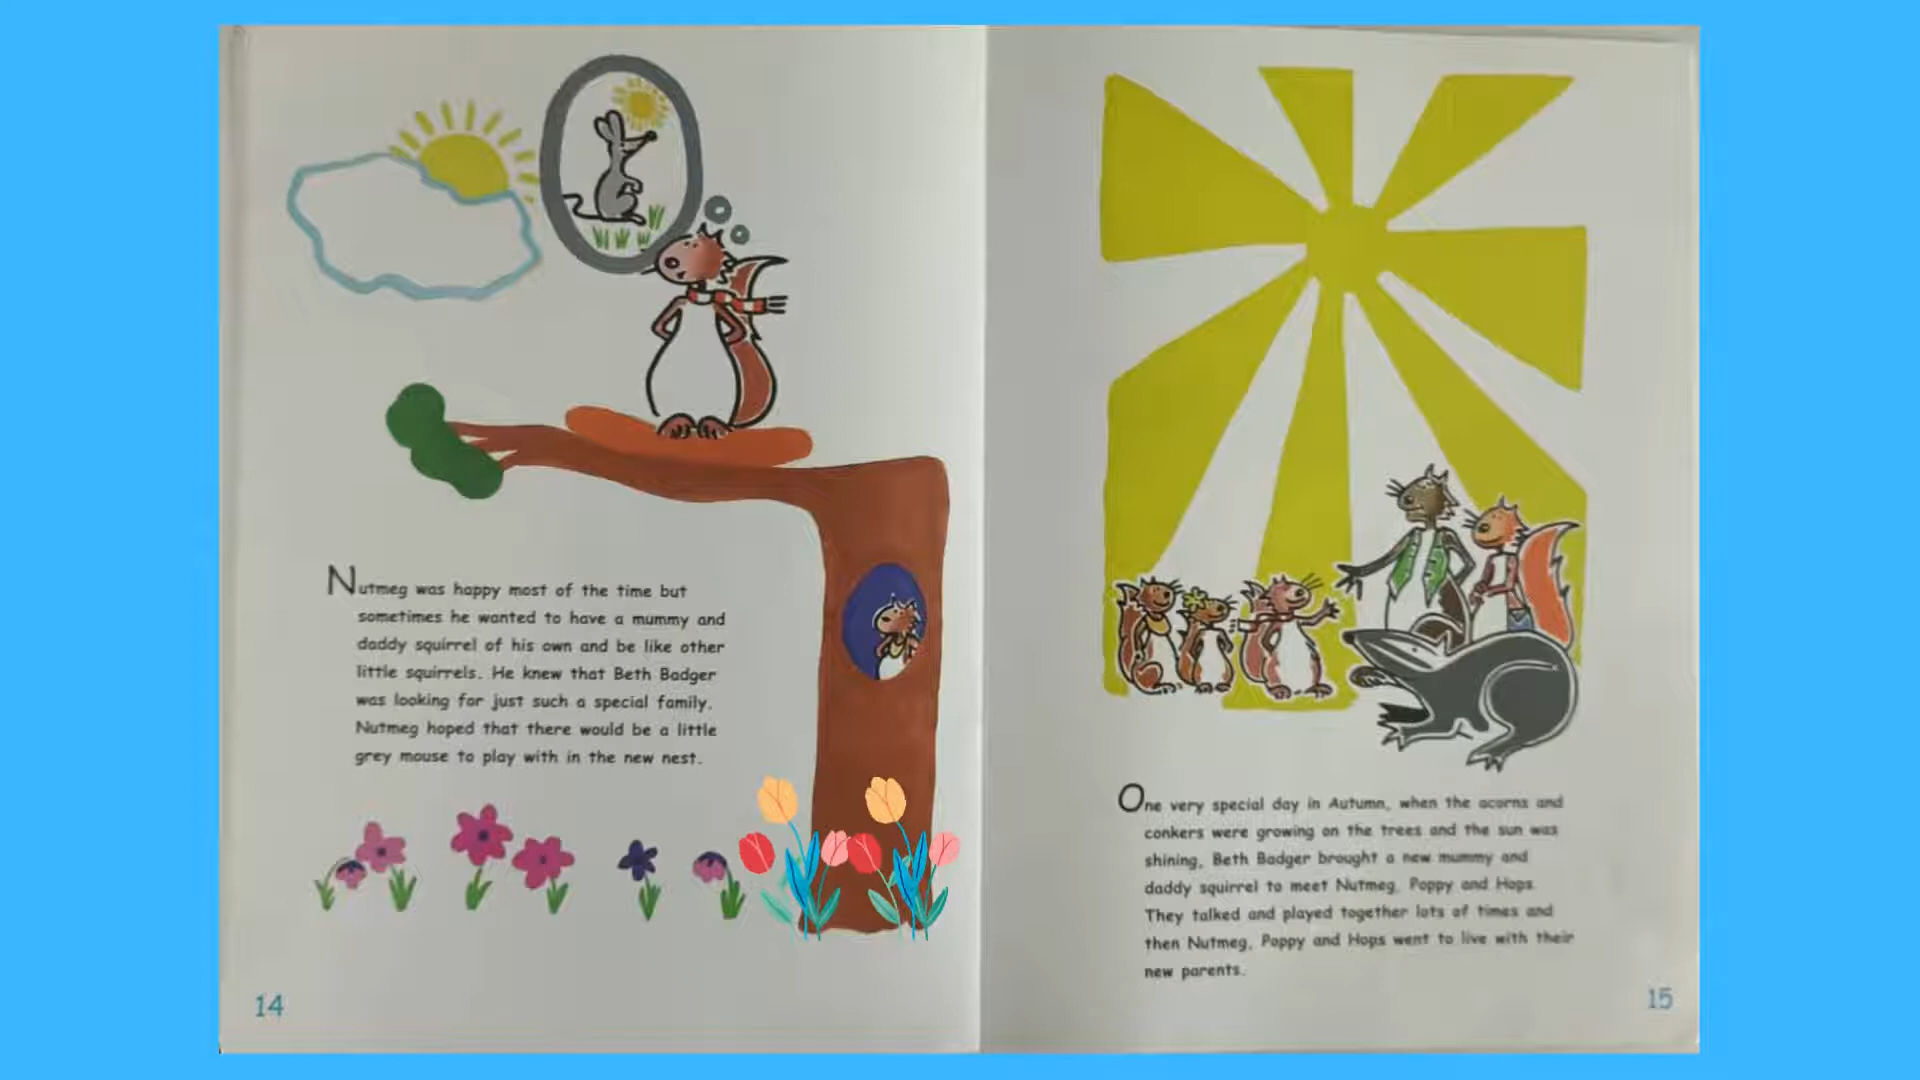 Nutmeg was happy most of the time but
sometimes he wanted to have a mummy and
daddy squirrel of his own and be like other
little squirrels. He knew that Beth Badger
was looking for just such a special family.
Nutmeg hoped that there would be a little
grey mouse to play with in the new nest.
14
One very special day in Autumn, when the acorns and
conkers were growing on the trees and the sun was
shining, Beth Badger brought a new mummy and
daddy squirrel to meet Nutmeg, Poppy and Hops.
They talked and played together lots of times and
then Nutmeg, Poppy and Hops went to live with their
new parents.
15